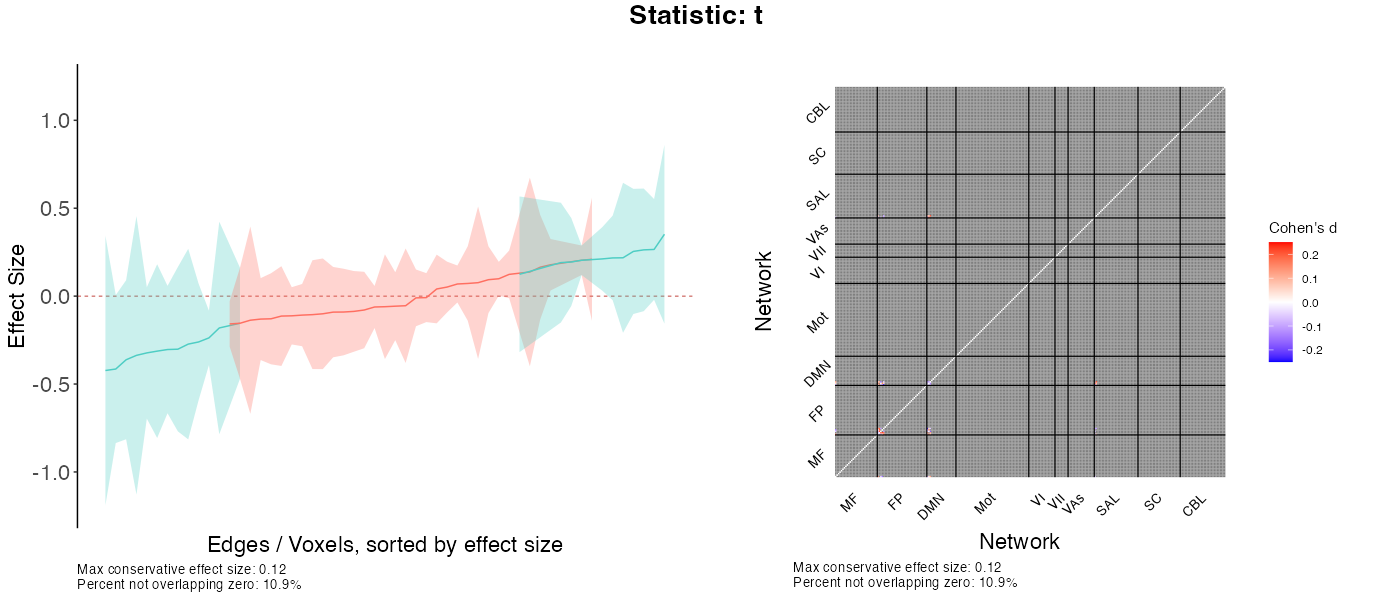 Statistic: t
Effect Size
1.0
0.5
0.0
-0.5
-1.0
Edges / Voxels, sorted by effect size
Max conservative effect size: 0.12
Percent not overlapping zero: 10.9%
Network
CBL
SC
SAL
VAs
VII
VI
Mot
DMN
FP
MF
MF
FP
DMN
Mot
VI
VII
VAs
SAL
SC
CBL
Network
Max conservative effect size: 0.12
Percent not overlapping zero: 10.9%
Cohen's d
0.2
0.1
0.0
-0.1
-0.2